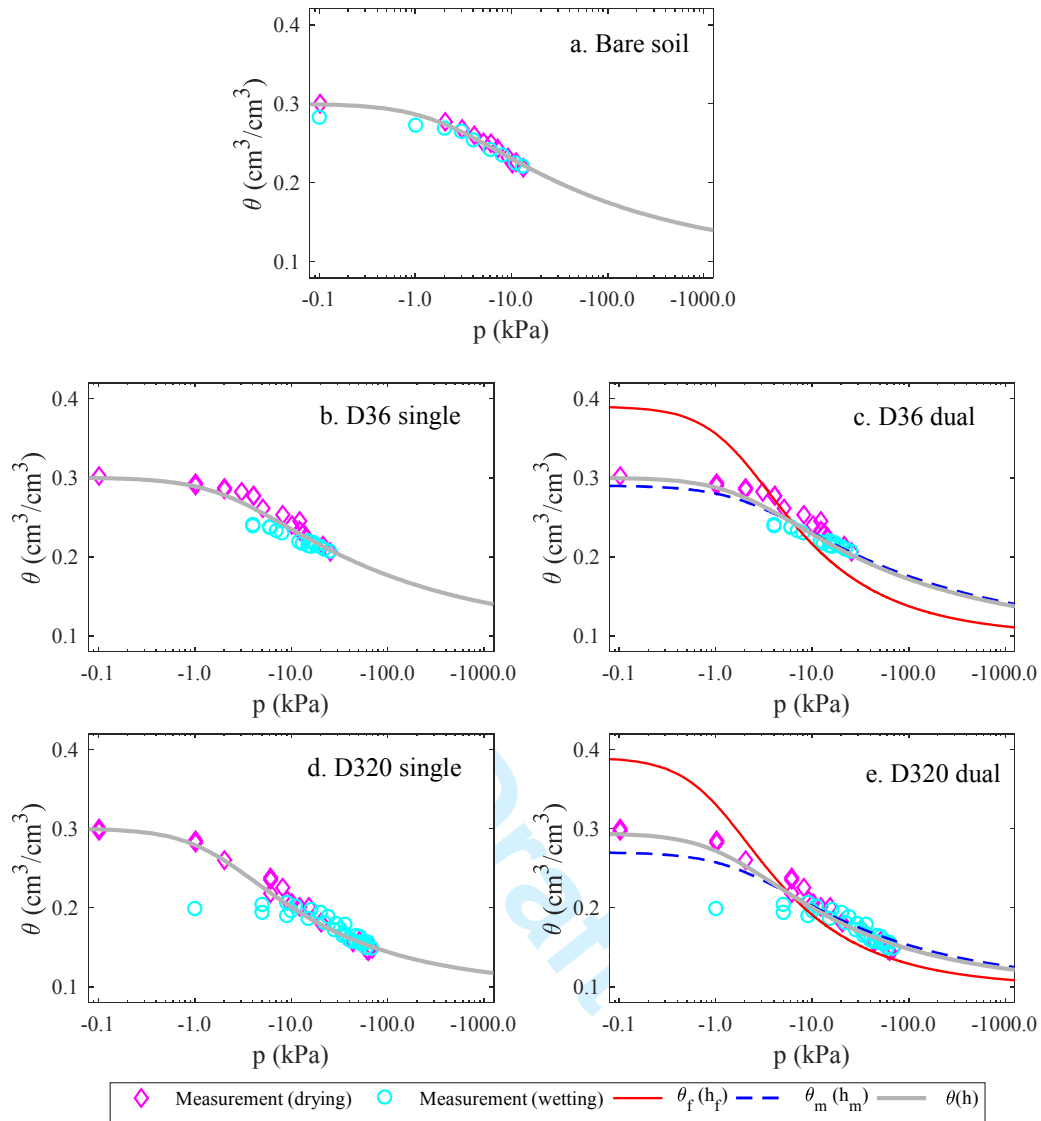 a. Bare soil
0.4
0.3
0.2
0.1
θ (cm³/cm³)
-0.1 -1.0 -10.0 -100.0 -1000.0
p (kPa)
b. D36 single
0.4
0.3
0.2
0.1
θ (cm³/cm³)
-0.1 -1.0 -10.0 -100.0 -1000.0
p (kPa)
c. D36 dual
0.4
0.3
0.2
0.1
θ (cm³/cm³)
-0.1 -1.0 -10.0 -100.0 -1000.0
p (kPa)
d. D320 single
0.4
0.3
0.2
0.1
θ (cm³/cm³)
-0.1 -1.0 -10.0 -100.0 -1000.0
p (kPa)
e. D320 dual
0.4
0.3
0.2
0.1
θ (cm³/cm³)
-0.1 -1.0 -10.0 -100.0 -1000.0
p (kPa)
Draft
Measurement (drying) Measurement (wetting) θf (hf) θm (hm) θ(h)